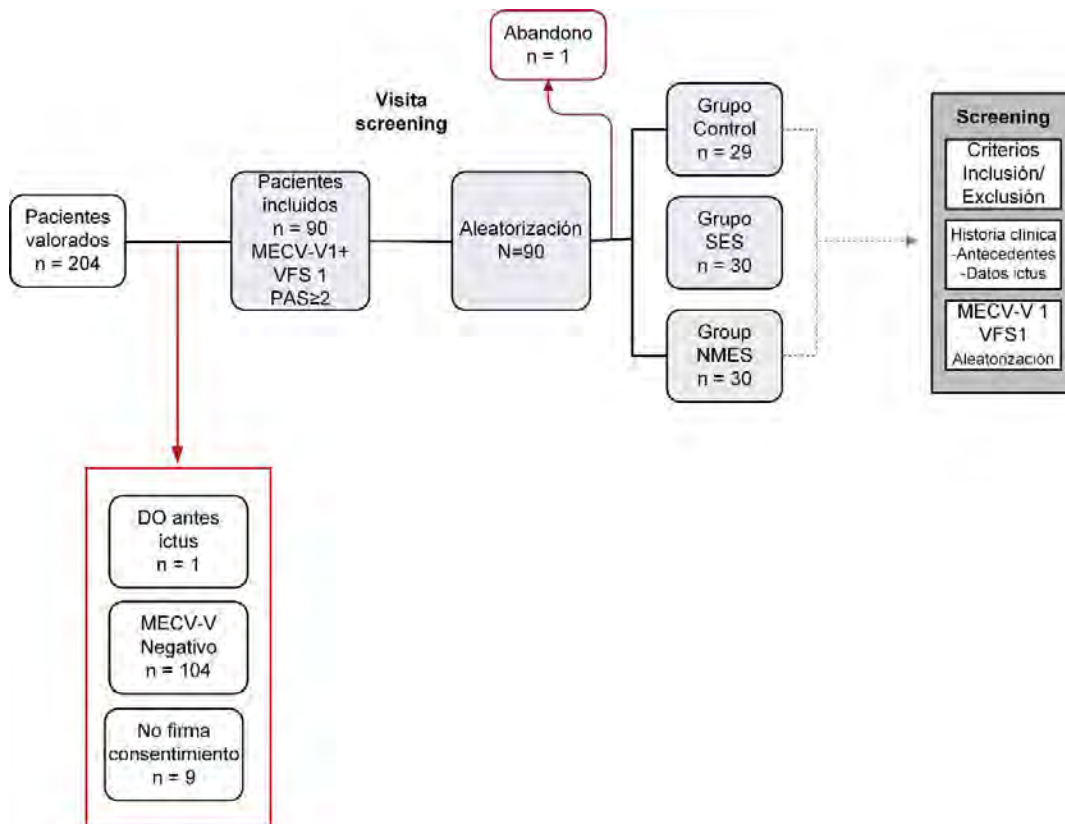 Abandono
n = 1
Visita
screening
Pacientes
valorados
n = 204
Pacientes
incluidos
n = 90
MECV-V1+
VFS 1
PAS≥2
Aleatorización
N=90
Grupo
Control
n = 29
Grupo
SES
n = 30
Group
NMES
n = 30
Screening
Criterios
Inclusión/
Exclusión
Historia clínica
-Antecedentes
-Datos ictus
MECV-V 1
VFS1
Aleatorización
DO antes
ictus
n = 1
MECV-V
Negativo
n = 104
No firma
consentimiento
n = 9